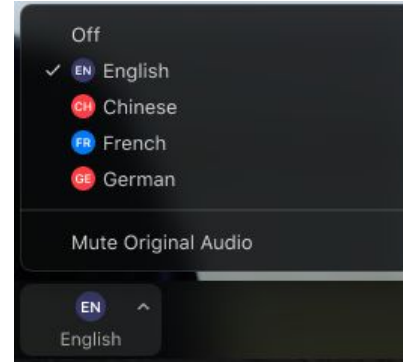 Off
EN English
CH Chinese
FR French
GE German
Mute Original Audio
EN
English